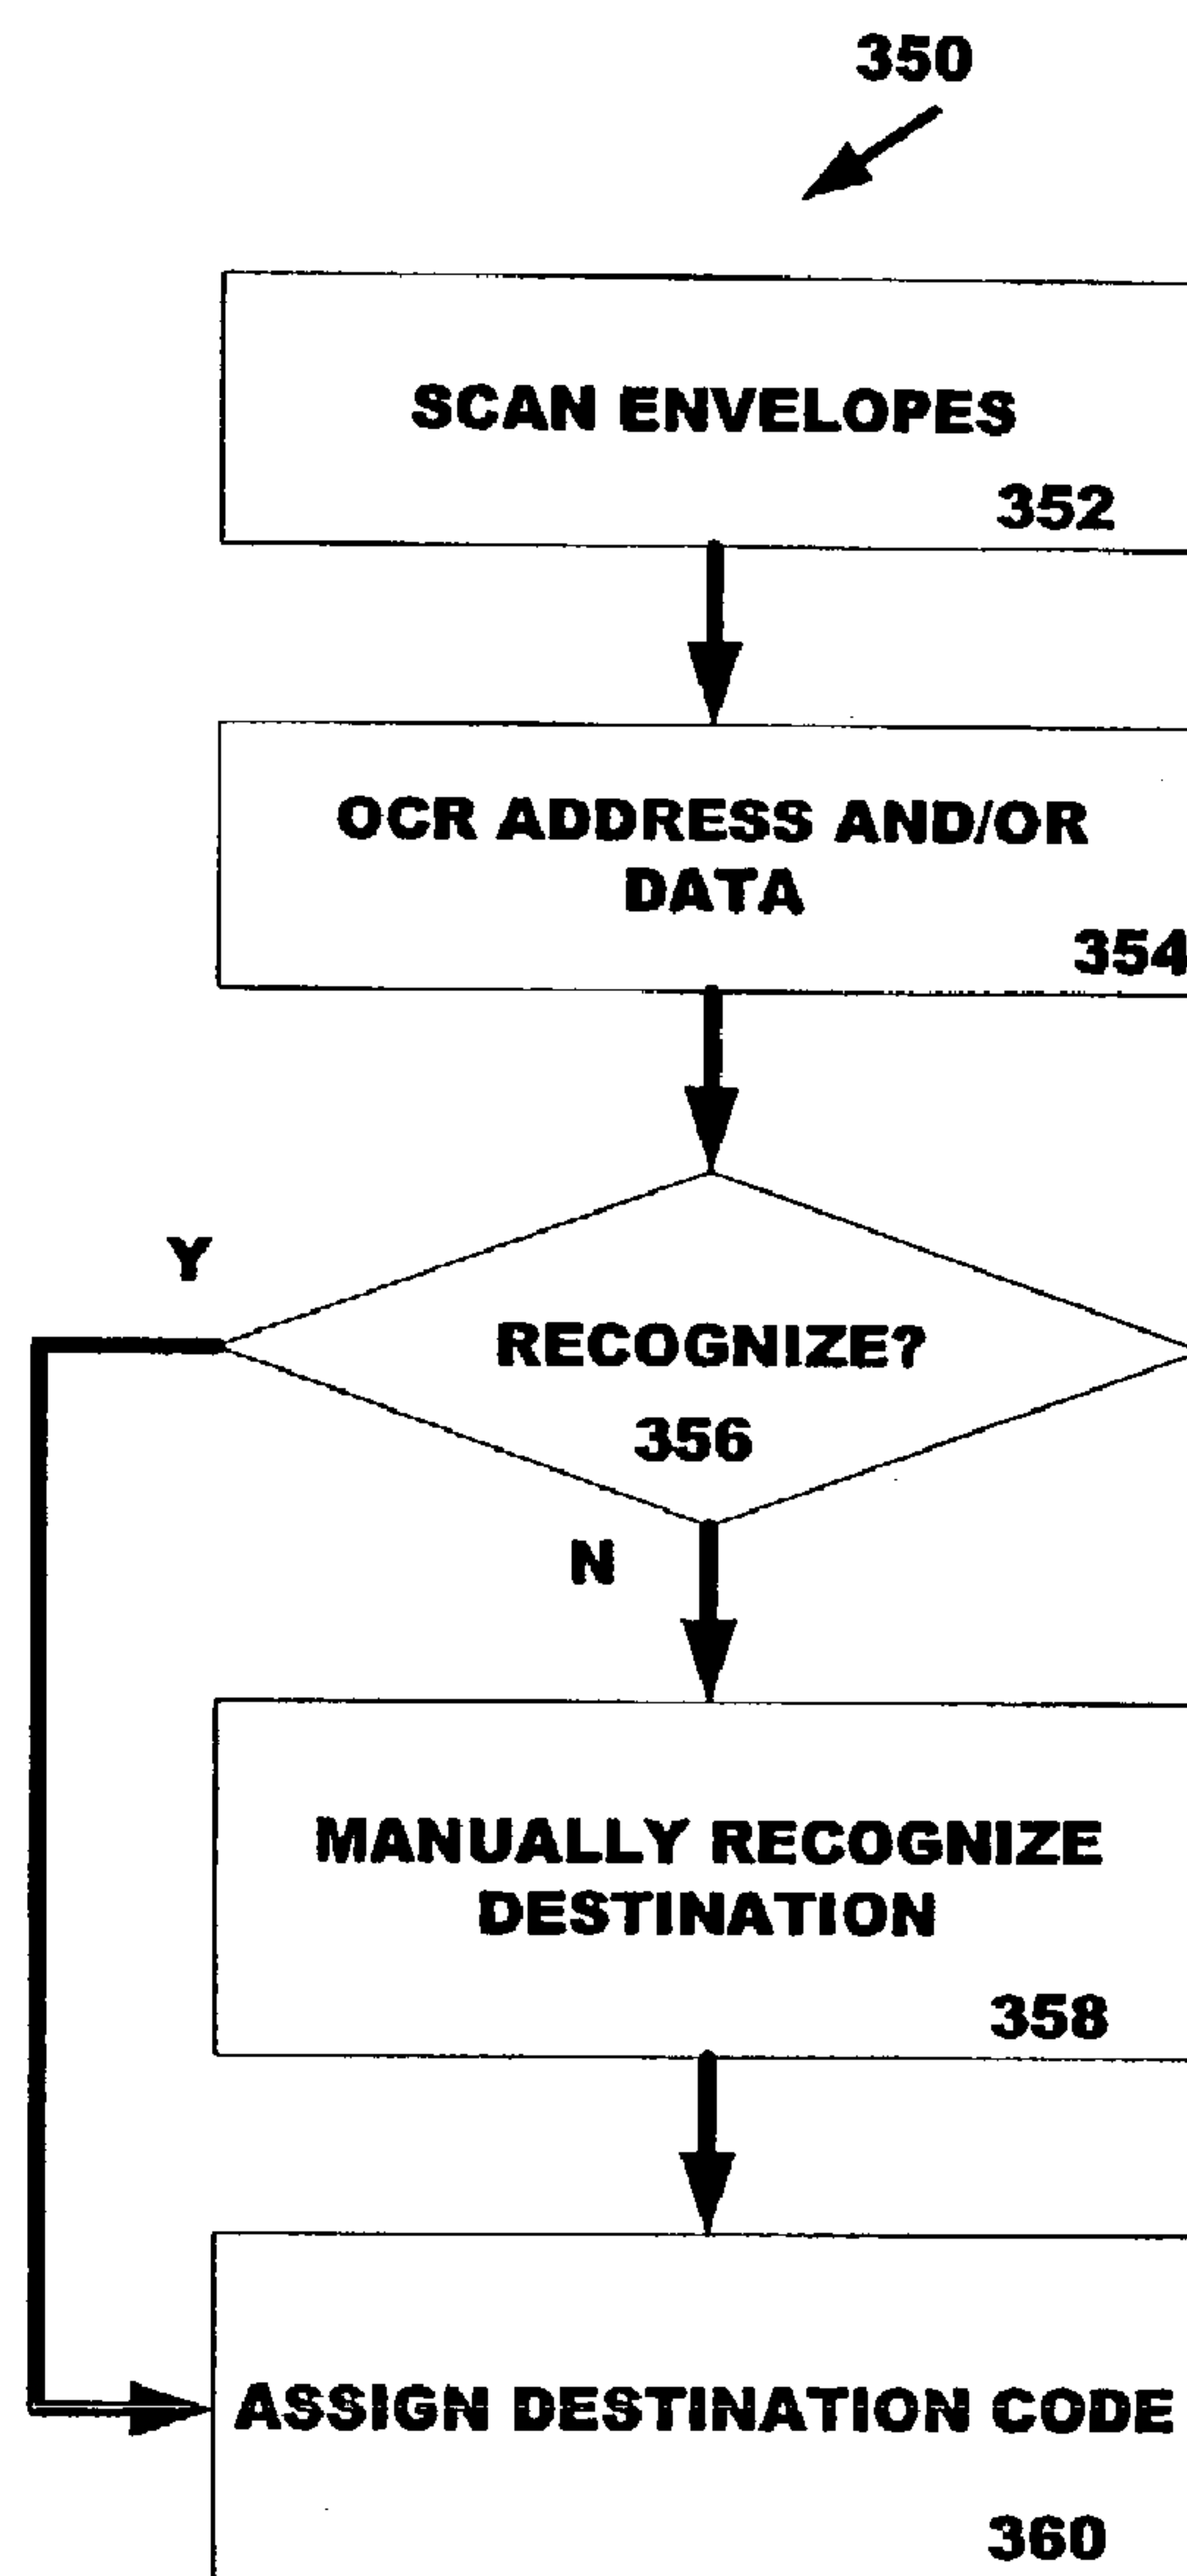 350
SCAN ENVELOPES
352
OCR ADDRESS AND/OR
DATA
354
Y
RECOGNIZE?
356
N
MANUALLY RECOGNIZE
DESTINATION
358
ASSIGN DESTINATION CODE
360